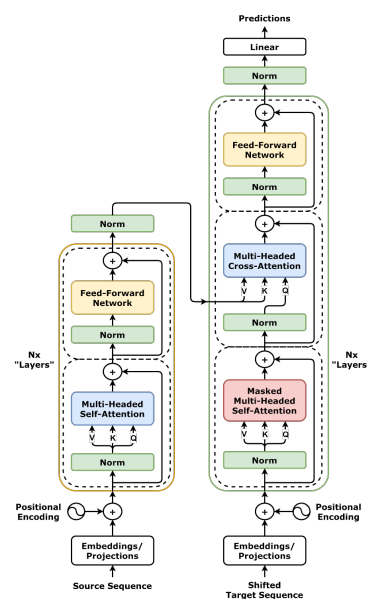 Predictions
Linear
Norm
Feed-Forward
Network
Norm
Multi-Headed
Cross-Attention
V K Q
Norm
Nx
"Layers
Masked
Multi-Headed
Self-Attention
V K Q
Norm
Positional
Encoding
Embeddings/
Projections
Shifted
Target Sequence
Norm
Feed-Forward
Network
Norm
Nx
"Layers"
Multi-Headed
Self-Attention
V K Q
Norm
Positional
Encoding
Embeddings/
Projections
Source Sequence